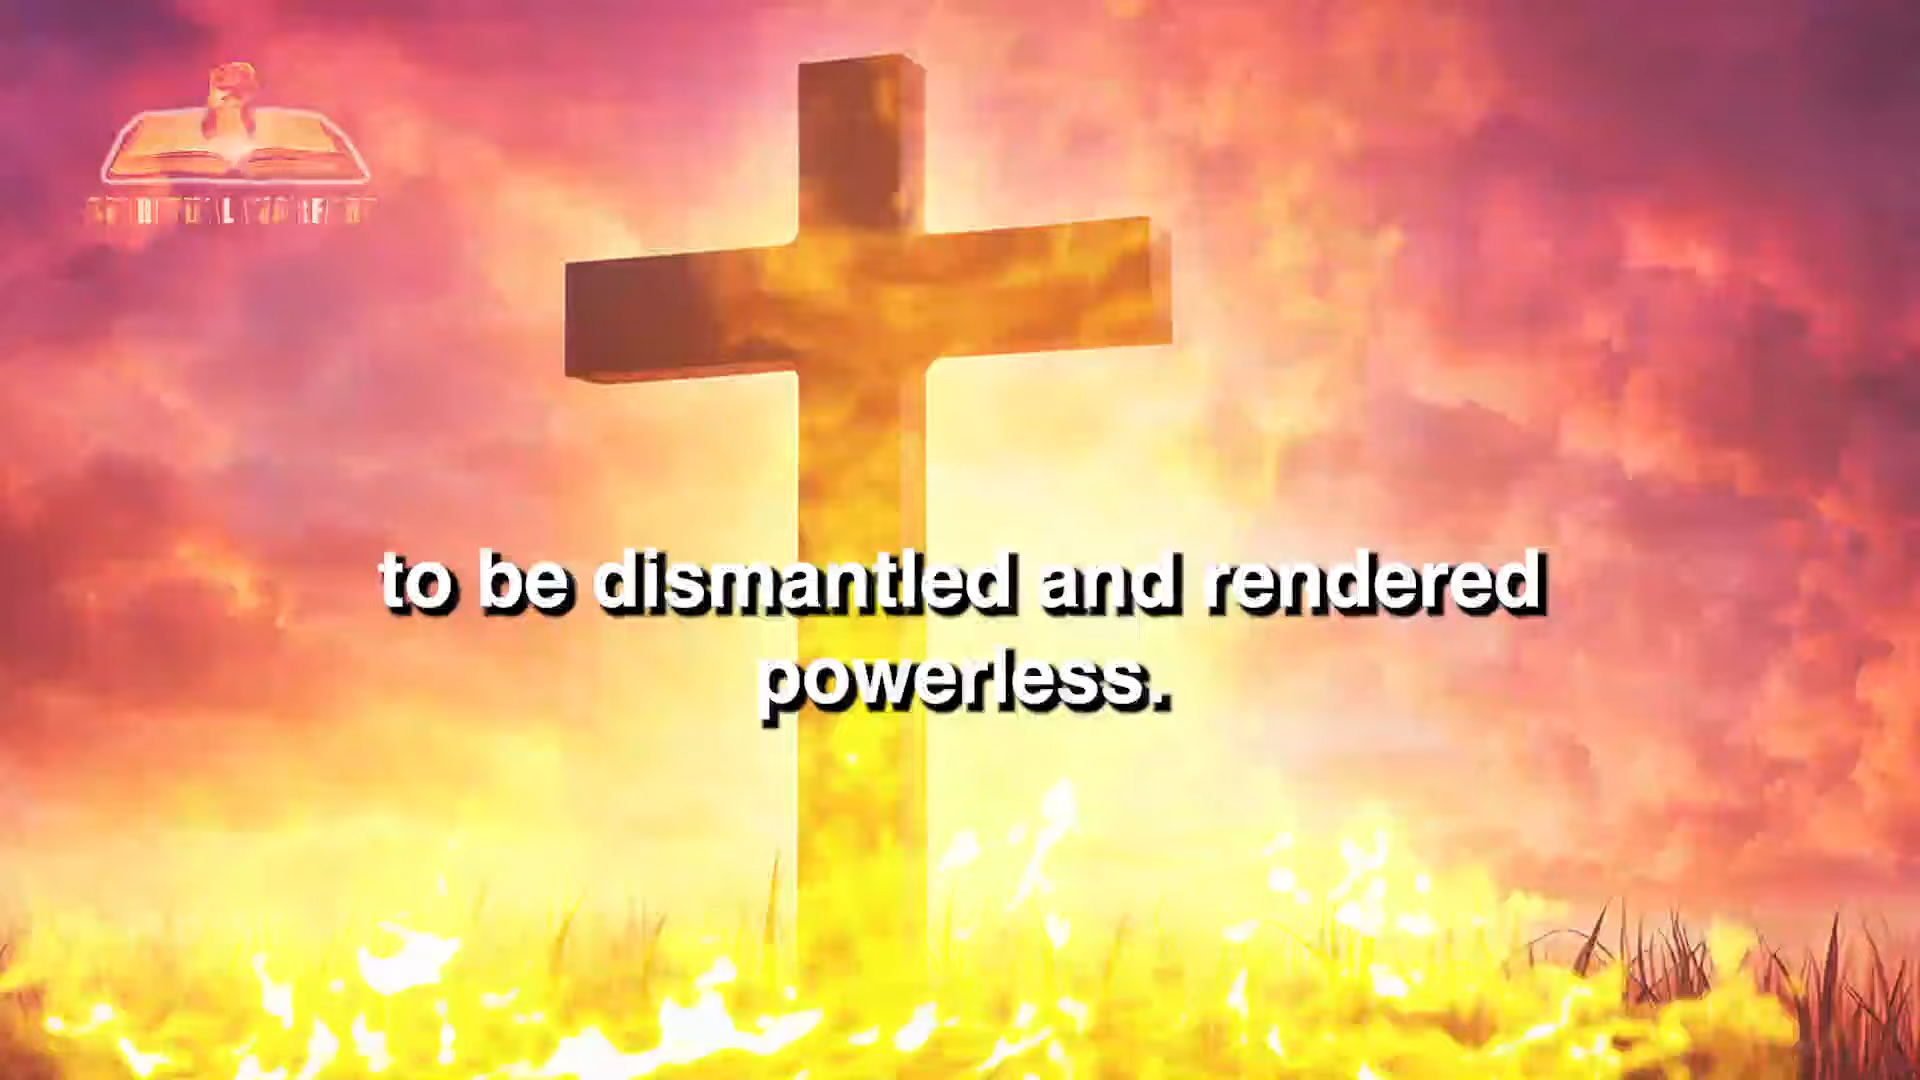 to be dismantled and rendered
powerless.